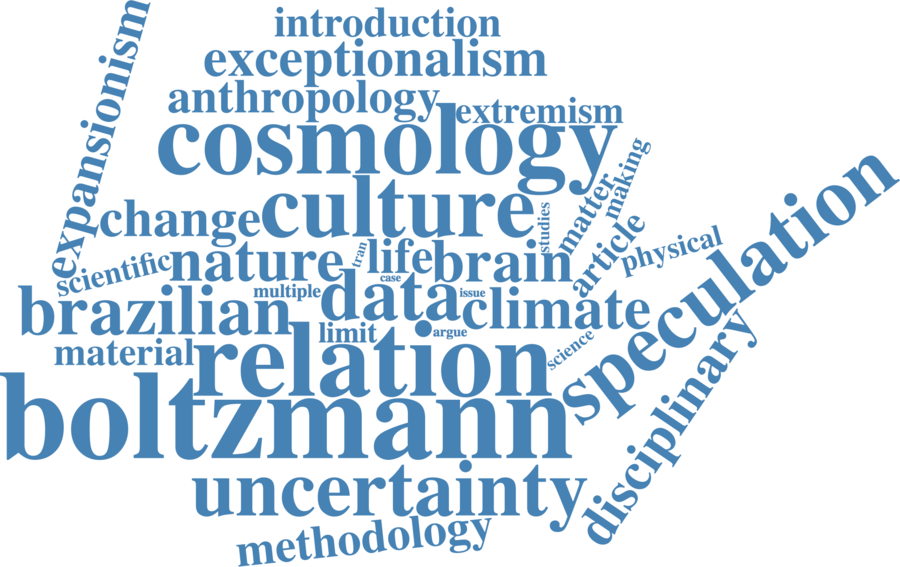 introduction
expansionism
exceptionalism
anthropology
extremism
cosmology
making
matter
speculation
culture
change
studies
article
physical
scientific
nature
tran
life
brain
case
multiple
data
issue
climate
brazilian
limit
argue
science
material
relation
disciplinary
boltzmann
uncertainty
methodology